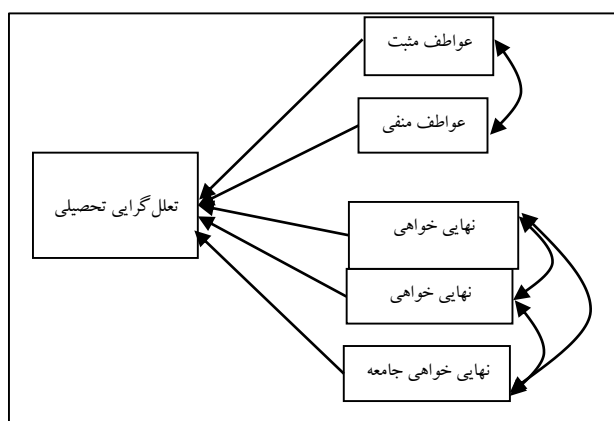 عواطف مثبت
عواطف منفی
تعلل‌گرایی تحصیلی
نهایی خواهی
نهایی خواهی
نهایی خواهی جامعه